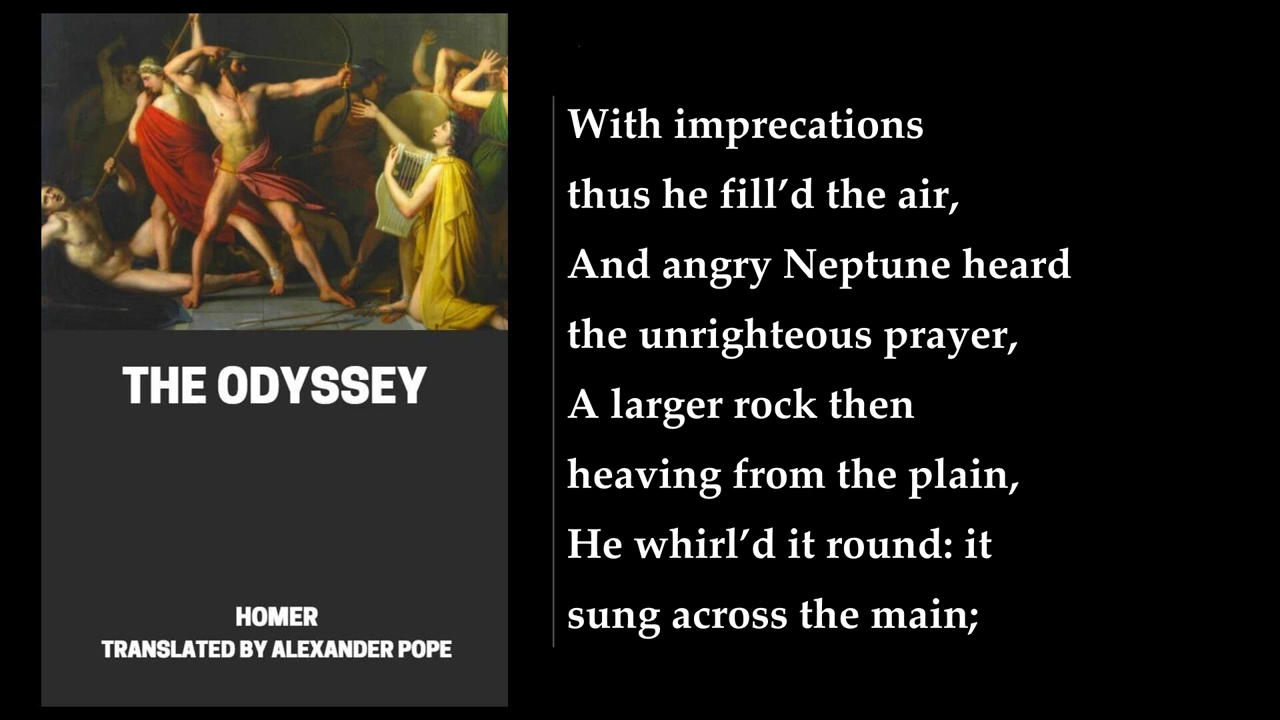 THE ODYSSEY
HOMER
TRANSLATED BY ALEXANDER POPE
With imprecations
thus he fill’d the air,
And angry Neptune heard
the unrighteous prayer,
A larger rock then
heaving from the plain,
He whirl’d it round: it
sung across the main;